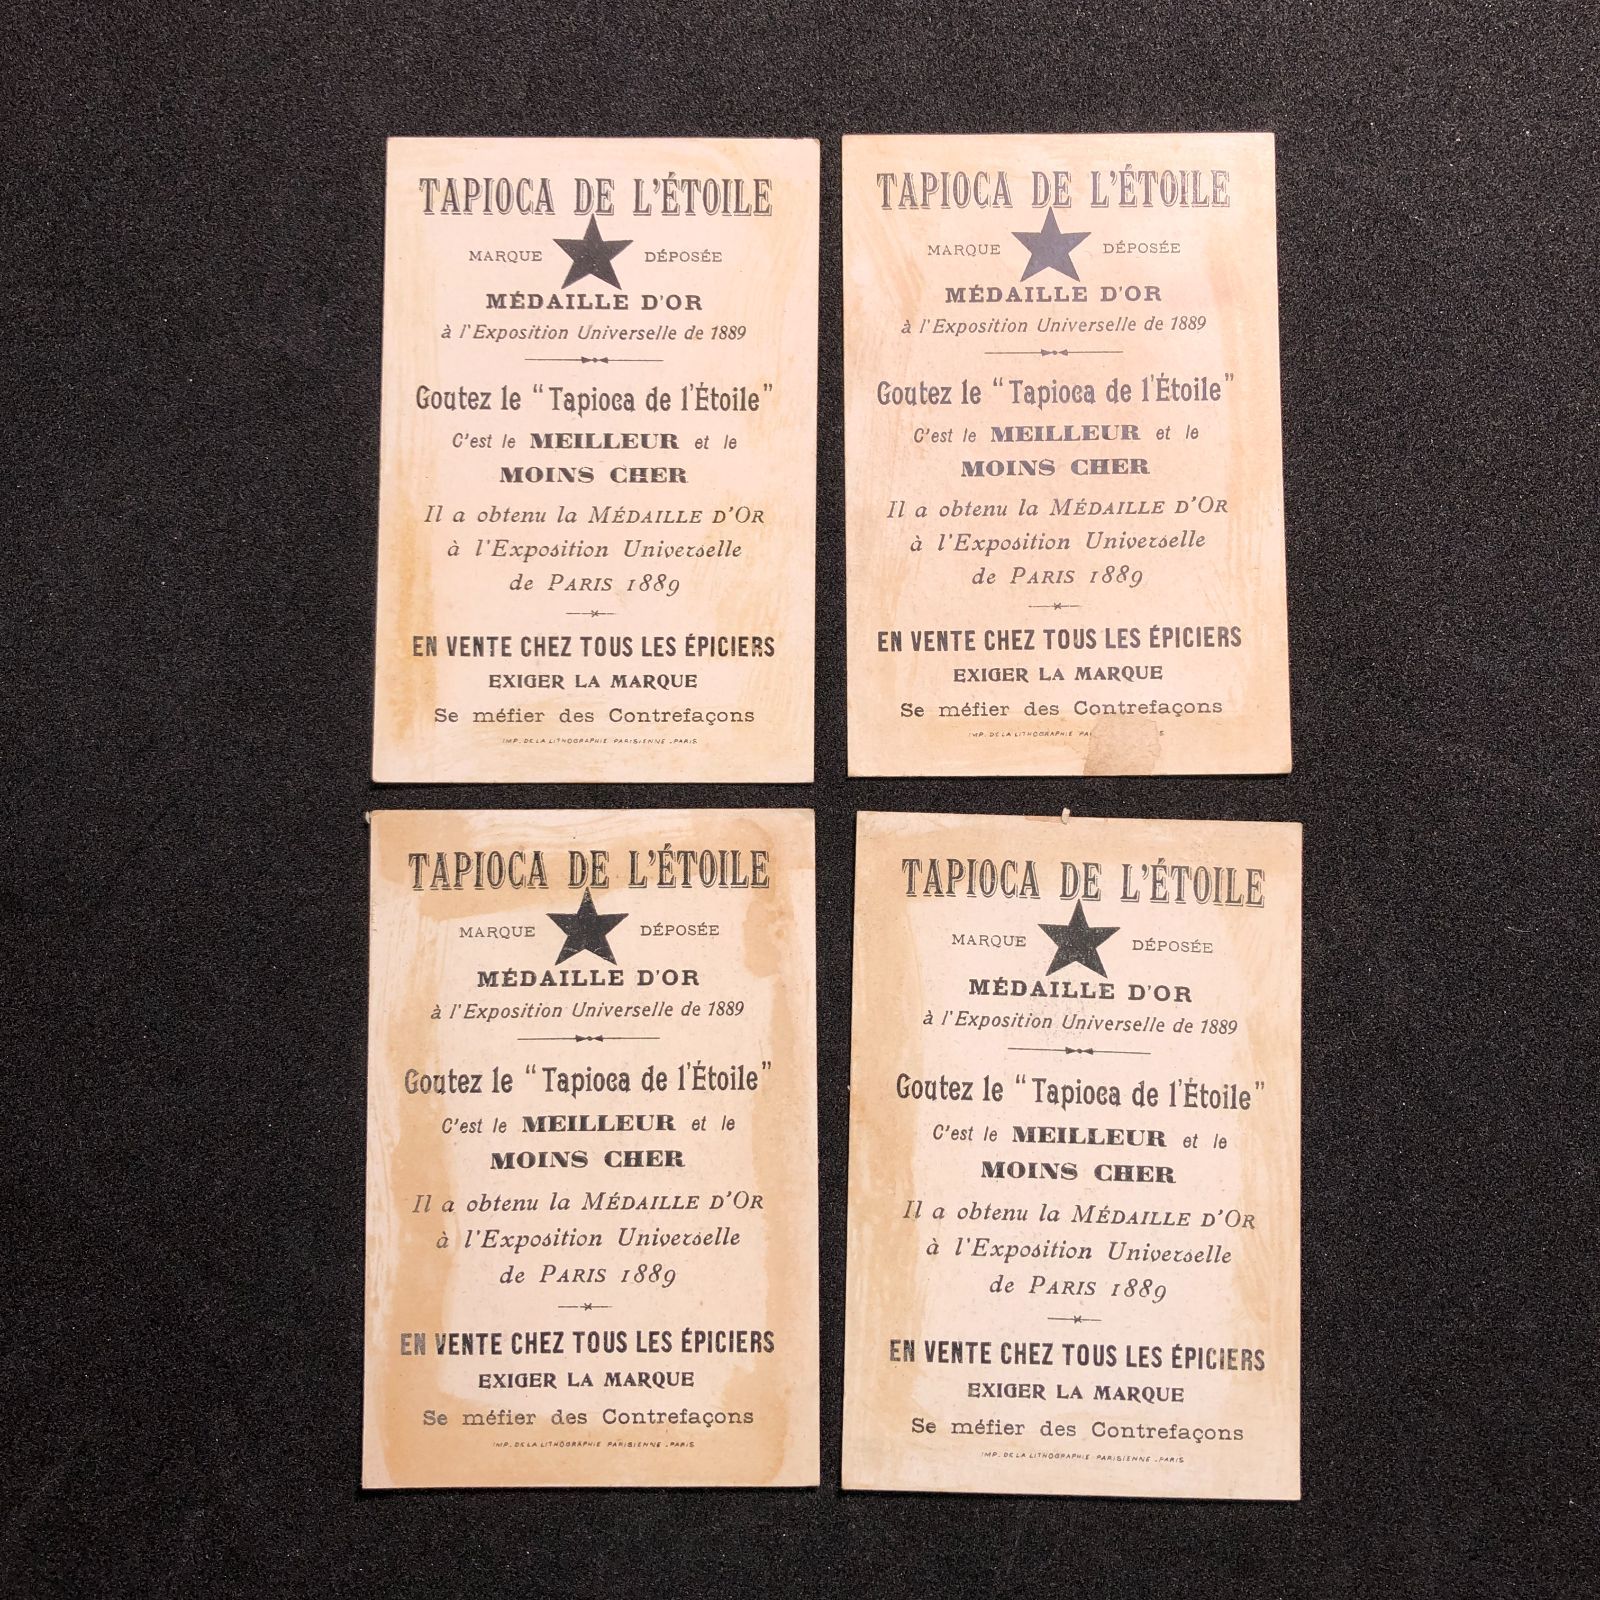 TAPIOCA DE L'ÉTOILE
MARQUE DÉPOSÉE
MÉDAILLE D'OR
à l'Exposition Universelle de 1889
Goutez le "Tapioca de l'Étoile"
C'est le MEILLEUR et le
MOINS CHER
Il a obtenu la MÉDAILLE D'OR
à l'Exposition Universelle
de PARIS 1889
EN VENTE CHEZ TOUS LES ÉPICIERS
EXIGER LA MARQUE
Se méfier des Contrefaçons
IMP. DE LA LITHOGRAPHIE PARISIENNE - PARIS
TAPIOCA DE L'ÉTOILE
MARQUE DÉPOSÉE
MÉDAILLE D'OR
à l'Exposition Universelle de 1889
Goutez le "Tapioca de l'Étoile"
C'est le MEILLEUR et le
MOINS CHER
Il a obtenu la MÉDAILLE D'OR
à l'Exposition Universelle
de PARIS 1889
EN VENTE CHEZ TOUS LES ÉPICIERS
EXIGER LA MARQUE
Se méfier des Contrefaçons
IMP. DE LA LITHOGRAPHIE
TAPIOCA DE L'ÉTOILE
MARQUE DÉPOSÉE
MÉDAILLE D'OR
à l'Exposition Universelle de 1889
Goutez le "Tapioca de l'Étoile"
C'est le MEILLEUR et le
MOINS CHER
Il a obtenu la MÉDAILLE D'OR
à l'Exposition Universelle
de PARIS 1889
EN VENTE CHEZ TOUS LES ÉPICIERS
EXIGER LA MARQUE
Se méfier des Contrefaçons
IMP. DE LA LITHOGRAPHIE PARISIENNE - PARIS
TAPIOCA DE L'ÉTOILE
MARQUE DÉPOSÉE
MÉDAILLE D'OR
à l'Exposition Universelle de 1889
Goutez le "Tapioca de l'Étoile"
C'est le MEILLEUR et le
MOINS CHER
Il a obtenu la MÉDAILLE D'OR
à l'Exposition Universelle
de PARIS 1889
EN VENTE CHEZ TOUS LES ÉPICIERS
EXIGER LA MARQUE
Se méfier des Contrefaçons
IMP. DE LA LITHOGRAPHIE PARISIENNE - PARIS